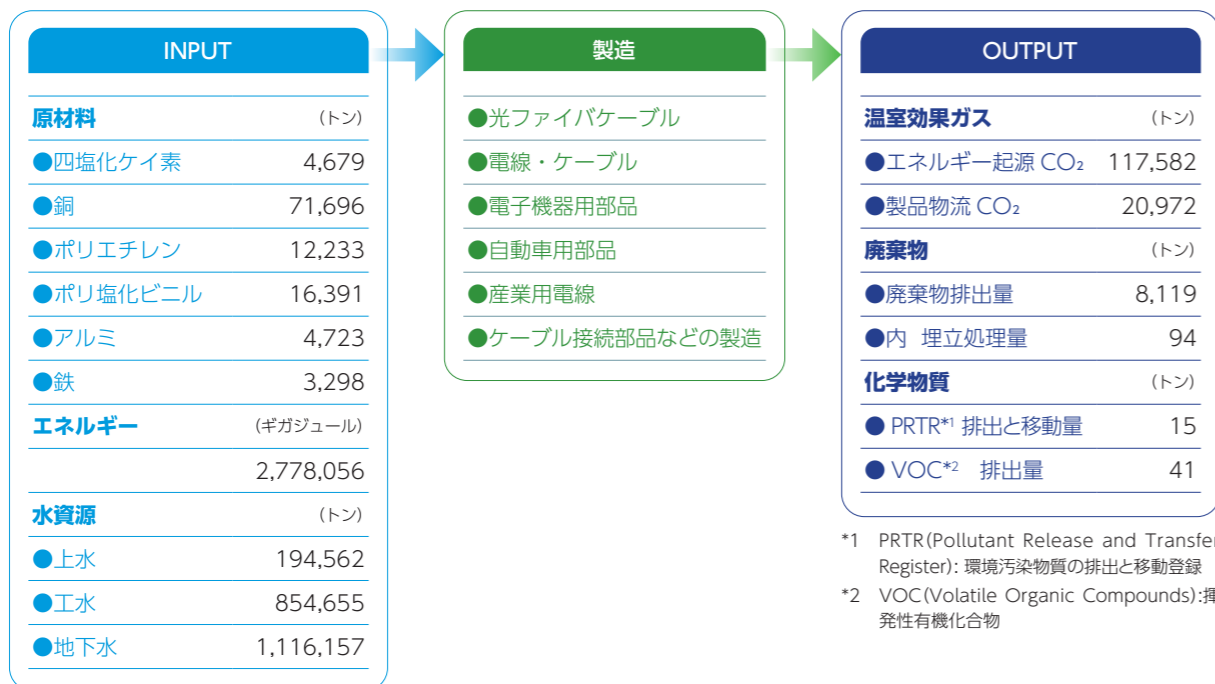 INPUT
原材料 (トン)
●四塩化ケイ素 4,679
●銅 71,696
●ポリエチレン 12,233
●ポリ塩化ビニル 16,391
●アルミ 4,723
●鉄 3,298
エネルギー (ギガジュール)
2,778,056
水資源 (トン)
●上水 194,562
●工水 854,655
●地下水 1,116,157
製造
●光ファイバケーブル
●電線・ケーブル
●電子機器用部品
●自動車用部品
●産業用電線
●ケーブル接続部品などの製造
OUTPUT
温室効果ガス (トン)
●エネルギー起源 CO₂ 117,582
●製品物流 CO₂ 20,972
廃棄物 (トン)
●廃棄物排出量 8,119
●内 埋立処理量 94
化学物質 (トン)
● PRTR*1 排出と移動量 15
● VOC*2 排出量 41
*1 PRTR(Pollutant Release and Transfer
Register): 環境汚染物質の排出と移動登録
*2 VOC(Volatile Organic Compounds):揮
発性有機化合物